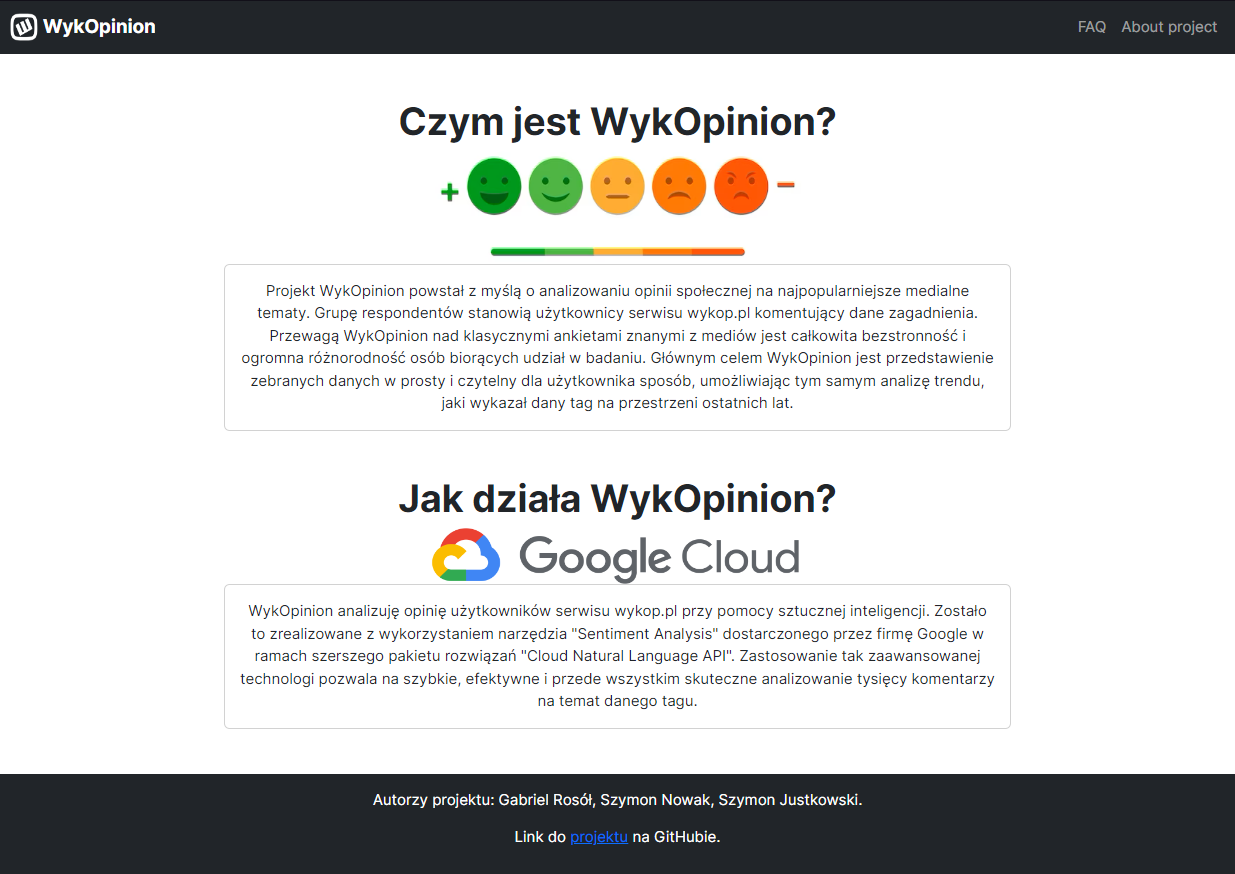 WykOpinion
FAQ About project
Czym jest WykOpinion?
Projekt WykOpinion powstał z myślą o analizowaniu opinii społecznej na najpopularniejsze medialne
tematy. Grupę respondentów stanowią użytkownicy serwisu wykop.pl komentujący dane zagadnienia.
Przewagą WykOpinion nad klasycznymi ankietami znanymi z mediów jest całkowita bezstronność i
ogromna różnorodność osób biorących udział w badaniu. Głównym celem WykOpinion jest przedstawienie
zebranych danych w prosty i czytelny dla użytkownika sposób, umożliwiając tym samym analizę trendu,
jaki wykazał dany tag na przestrzeni ostatnich lat.
Jak działa WykOpinion?
Google Cloud
WykOpinion analizuję opinię użytkowników serwisu wykop.pl przy pomocy sztucznej inteligencji. Zostało
to zrealizowane z wykorzystaniem narzędzia "Sentiment Analysis" dostarczonego przez firmę Google w
ramach szerszego pakietu rozwiązań "Cloud Natural Language API". Zastosowanie tak zaawansowanej
technologi pozwala na szybkie, efektywne i przede wszystkim skuteczne analizowanie tysięcy komentarzy
na temat danego tagu.
Autorzy projektu: Gabriel Rosół, Szymon Nowak, Szymon Justkowski.
Link do projektu na GitHubie.